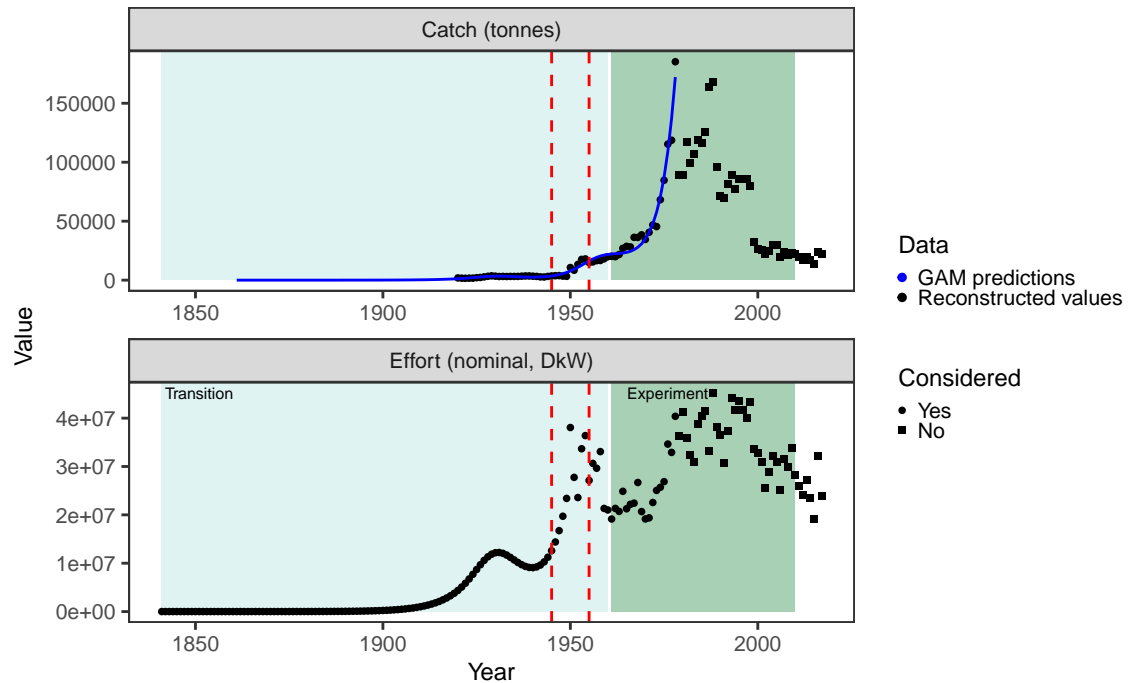 Catch (tonnes)
150000
100000
50000
0
1850
1900
1950
2000
Value
Effort (nominal, DkW)
Transition
Experiment
4e+07
3e+07
2e+07
1e+07
0e+00
1850
1900
1950
2000
Year
Data
GAM predictions
Reconstructed values
Considered
Yes
No